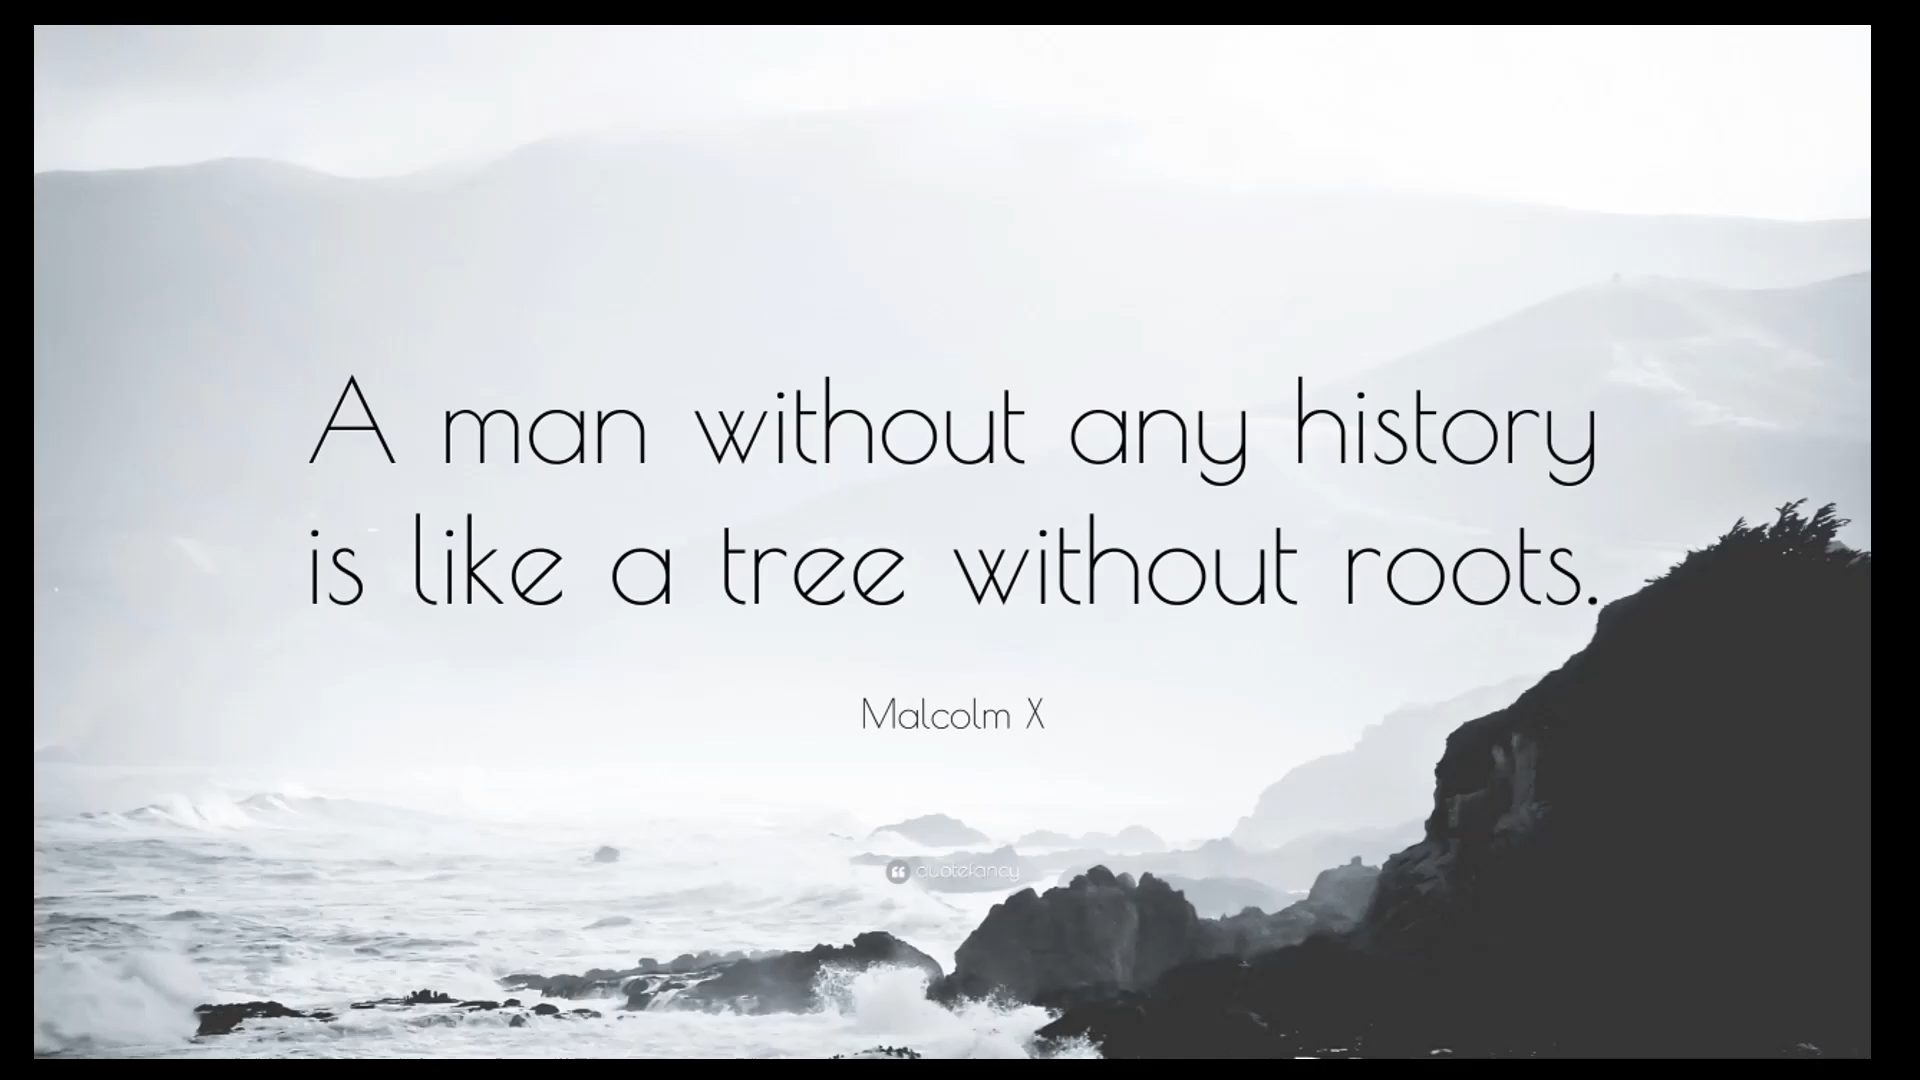 A man without any history
is like a tree without roots.
Malcolm X
quotefancy